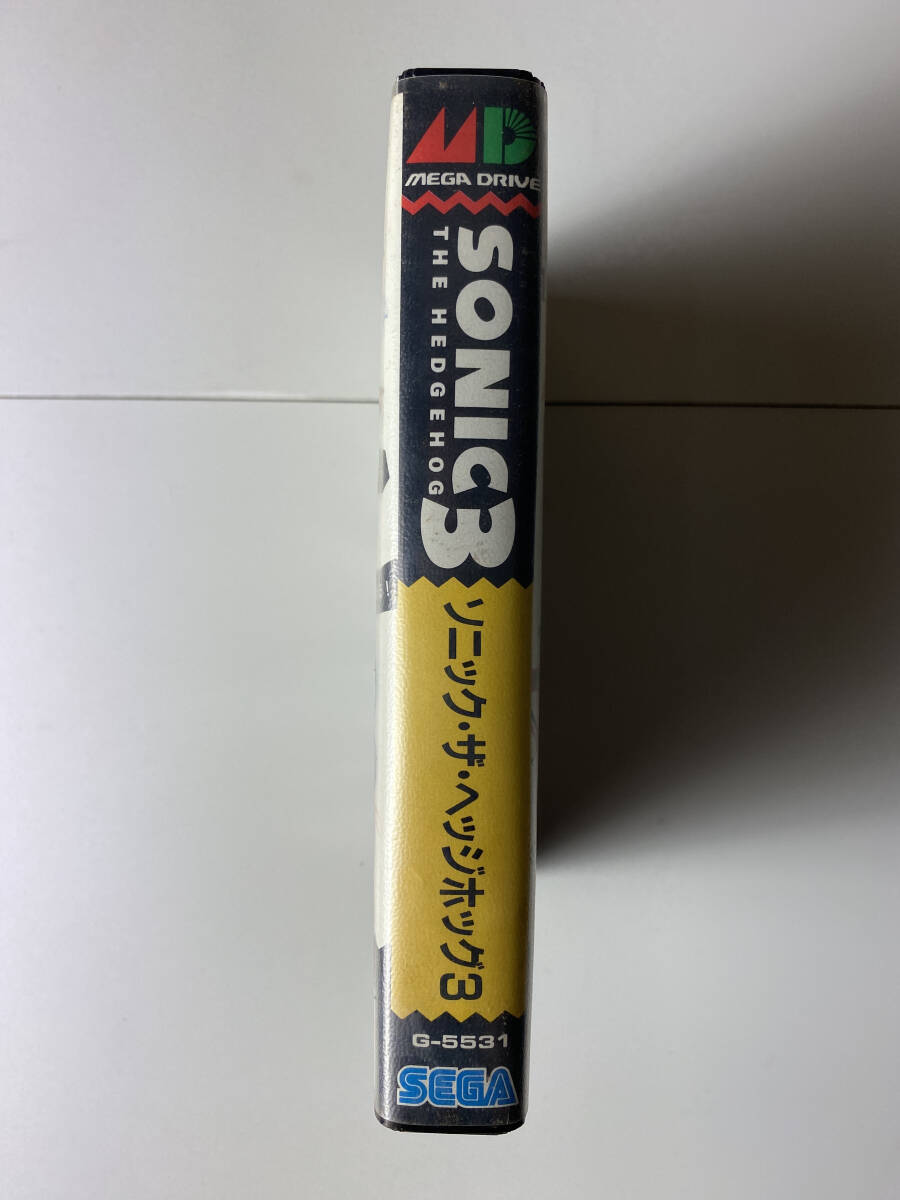 MD
MEGA DRIVE
SONIC3
THE HEDGEHOG
ソニック・ザ・ヘッジホッグ3
G-5531
SEGA